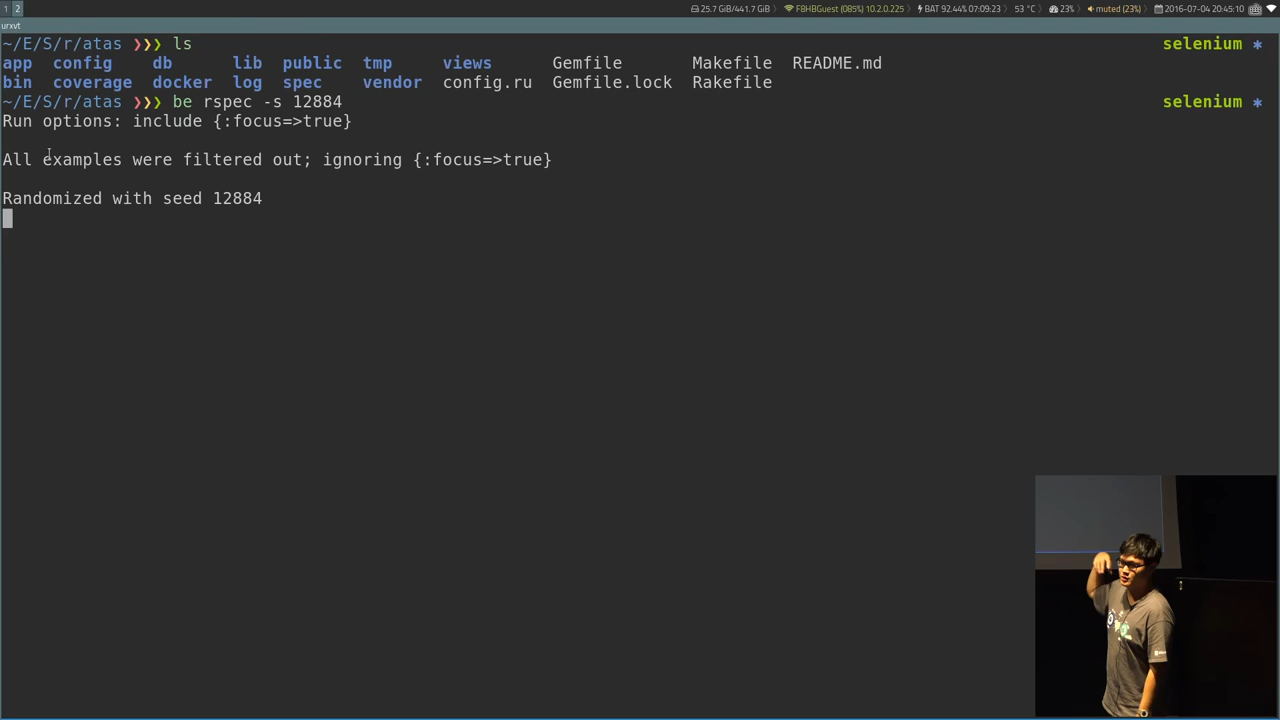 1 2 25.7 GiB/441.7 GiB 〉 F8HBGuest (085%) 10.2.0.225 〉 BAT 92.44% 07:09:23 〉 53 °C 〉 23% 〉 muted (23%) 〉 2016-07-04 20:45:10
urxvt
~/E/S/r/atas ❯❯❯ ls selenium ✱
app config db lib public tmp views Gemfile Makefile README.md
bin coverage docker log spec vendor config.ru Gemfile.lock Rakefile
~/E/S/r/atas ❯❯❯ be rspec -s 12884 selenium ✱
Run options: include {:focus=>true}
All examples were filtered out; ignoring {:focus=>true}
Randomized with seed 12884